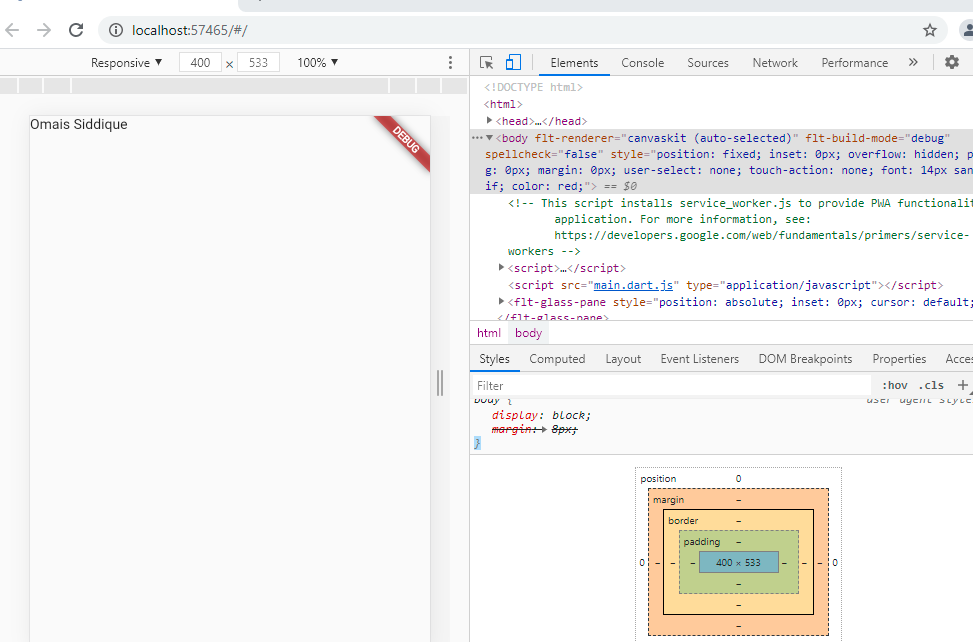 localhost:57465/#/
Responsive ▼ 400 × 533 100% ▼
Elements Console Sources Network Performance »
Omais Siddique
DEBUG
<!DOCTYPE html>
<html>
<head>…</head>
<body flt-renderer="canvaskit (auto-selected)" flt-build-mode="debug"
spellcheck="false" style="position: fixed; inset: 0px; overflow: hidden; p
g: 0px; margin: 0px; user-select: none; touch-action: none; font: 14px san
if; color: red;"> == $0
<!-- This script installs service_worker.js to provide PWA functionalit
application. For more information, see:
https://developers.google.com/web/fundamentals/primers/service-
workers -->
<script>…</script>
<script src="main.dart.js" type="application/javascript"></script>
<flt-glass-pane style="position: absolute; inset: 0px; cursor: default;
</flt-glass-pane>
html body
Styles Computed Layout Event Listeners DOM Breakpoints Properties Acces
Filter :hov .cls +
body { user agent style
display: block;
margin: 8px;
}
position 0
margin –
border –
padding –
0 – – – 400 × 533 – – – 0
–
–
–